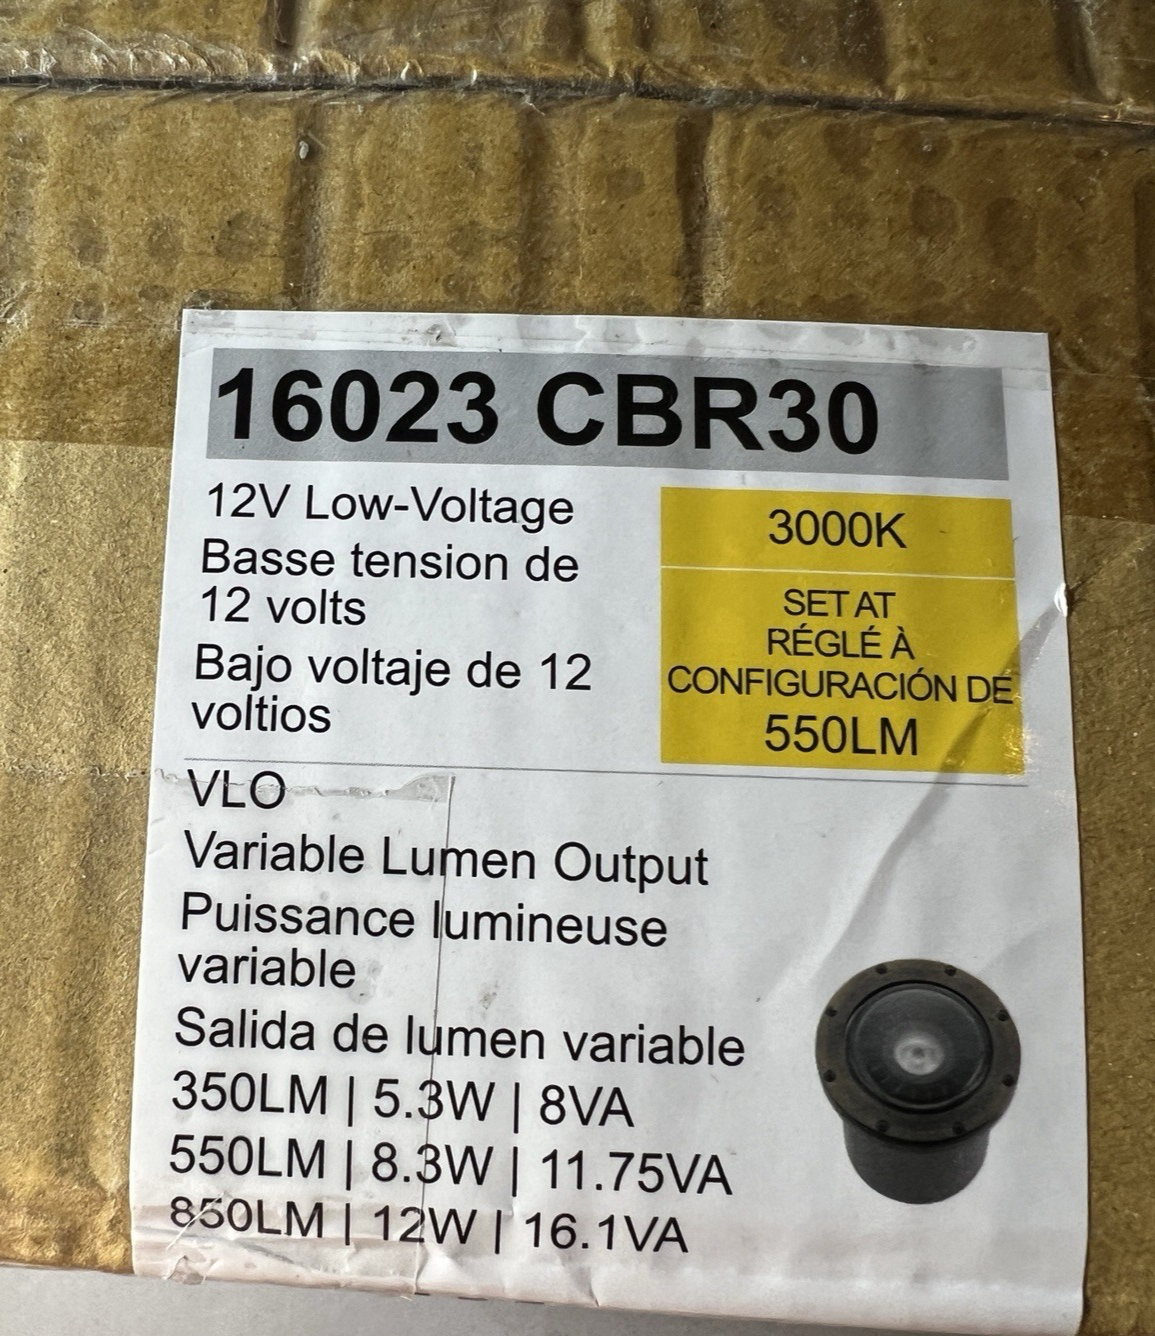 16023 CBR30
12V Low-Voltage
Basse tension de
12 volts
Bajo voltaje de 12
voltios
3000K
SET AT
RÉGLÉ À
CONFIGURACIÓN DE
550LM
VLO
Variable Lumen Output
Puissance lumineuse
variable
Salida de lumen variable
350LM | 5.3W | 8VA
550LM | 8.3W | 11.75VA
850LM | 12W | 16.1VA